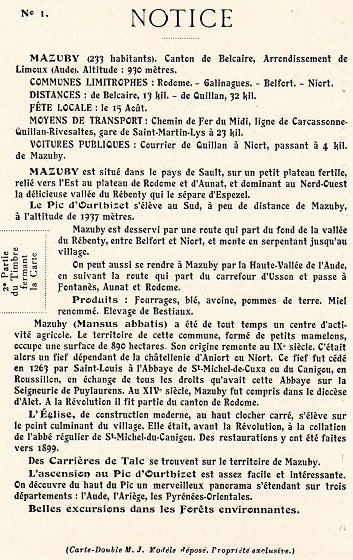 N° 1.
NOTICE
MAZUBY (233 habitants). Canton de Belcaire, Arrondissement de
Limoux (Aude). Altitude : 930 mètres.
COMMUNES LIMITROPHES : Rodome. - Galinagues. - Belfort. - Niort.
DISTANCES : de Belcaire, 13 kil. - de Quillan, 32 kil.
FÊTE LOCALE : le 15 Août.
MOYENS DE TRANSPORT : Chemin de Fer du Midi, ligne de Carcassonne-
Quillan-Rivesaltes, gare de Saint-Martin-Lys à 23 kil.
VOITURES PUBLIQUES : Courrier de Quillan à Niort, passant à 4 kil.
de Mazuby.
MAZUBY est situé dans le pays de Sault, sur un petit plateau fertile,
relié vers l'Est au plateau de Rodome et d'Aunat, et dominant au Nord-Ouest
la délicieuse vallée du Rébenty qui le sépare d'Espezel.
Le Pic d'Ourthizet s'élève au Sud, à peu de distance de Mazuby,
à l'altitude de 1937 mètres.
Mazuby est desservi par une route qui part du fond de la vallée
du Rébenty, entre Belfort et Niort, et monte en serpentant jusqu'au
village.
On peut aussi se rendre à Mazuby par la Haute-Vallée de l'Aude,
en suivant la route qui part du carrefour d'Usson et passe à
Fontanès, Aunat et Rodome.
Produits : Fourrages, blé, avoine, pommes de terre. Miel
renommé. Elevage de Bestiaux.
2e Partie
du Timbre
fermant
la Carte
Mazuby (Mansus abbatis) a été de tout temps un centre d'acti-
vité agricole. Le territoire de cette commune, formé de petits mamelons,
occupe une surface de 890 hectares. Son origine remonte au IXe siècle. C'était
alors un fief dépendant de la châtellenie d'Aniort ou Niort. Ce fief fut cédé
en 1263 par Saint-Louis à l'Abbaye de St-Michel-de-Cuxa ou du Canigou, en
Roussillon, en échange de tous les droits qu'avait cette Abbaye sur la
Seigneurie de Puylaurens. Au XIVe siècle, Mazuby fut compris dans le diocèse
d'Alet. A la Révolution il fit partie du canton de Rodome.
L'Église, de construction moderne, au haut clocher carré, s'élève sur
le point culminant du village. Elle était, avant la Révolution, à la collation
de l'abbé régulier de St-Michel-du-Canigou. Des restaurations y ont été faites
vers 1899.
Des Carrières de Talc se trouvent sur le territoire de Mazuby.
L'ascension au Pic d'Ourthizet est assez facile et intéressante.
On découvre du haut du Pic un merveilleux panorama s'étendant sur trois
départements : l'Aude, l'Ariège, les Pyrénées-Orientales.
Belles excursions dans les Forêts environnantes.
(Carte-Double M. J. Modèle déposé. Propriété exclusive.)